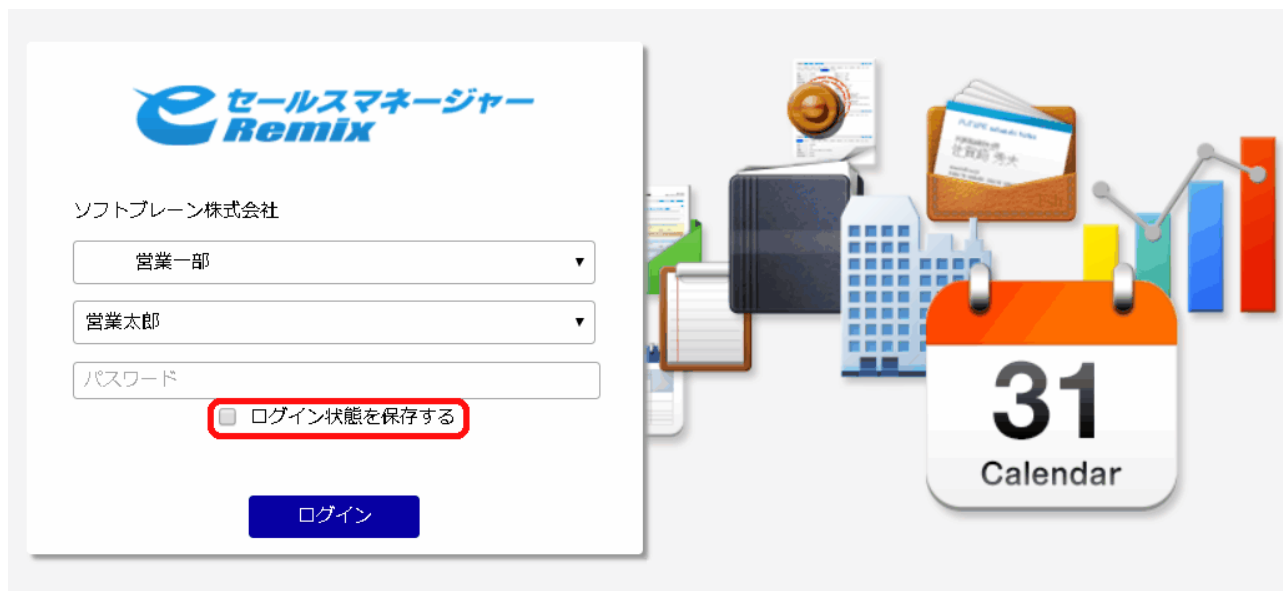 セールスマネージャー
Remix
ソフトブレーン株式会社
営業一部
営業太郎
パスワード
ログイン状態を保存する
ログイン
31
Calendar